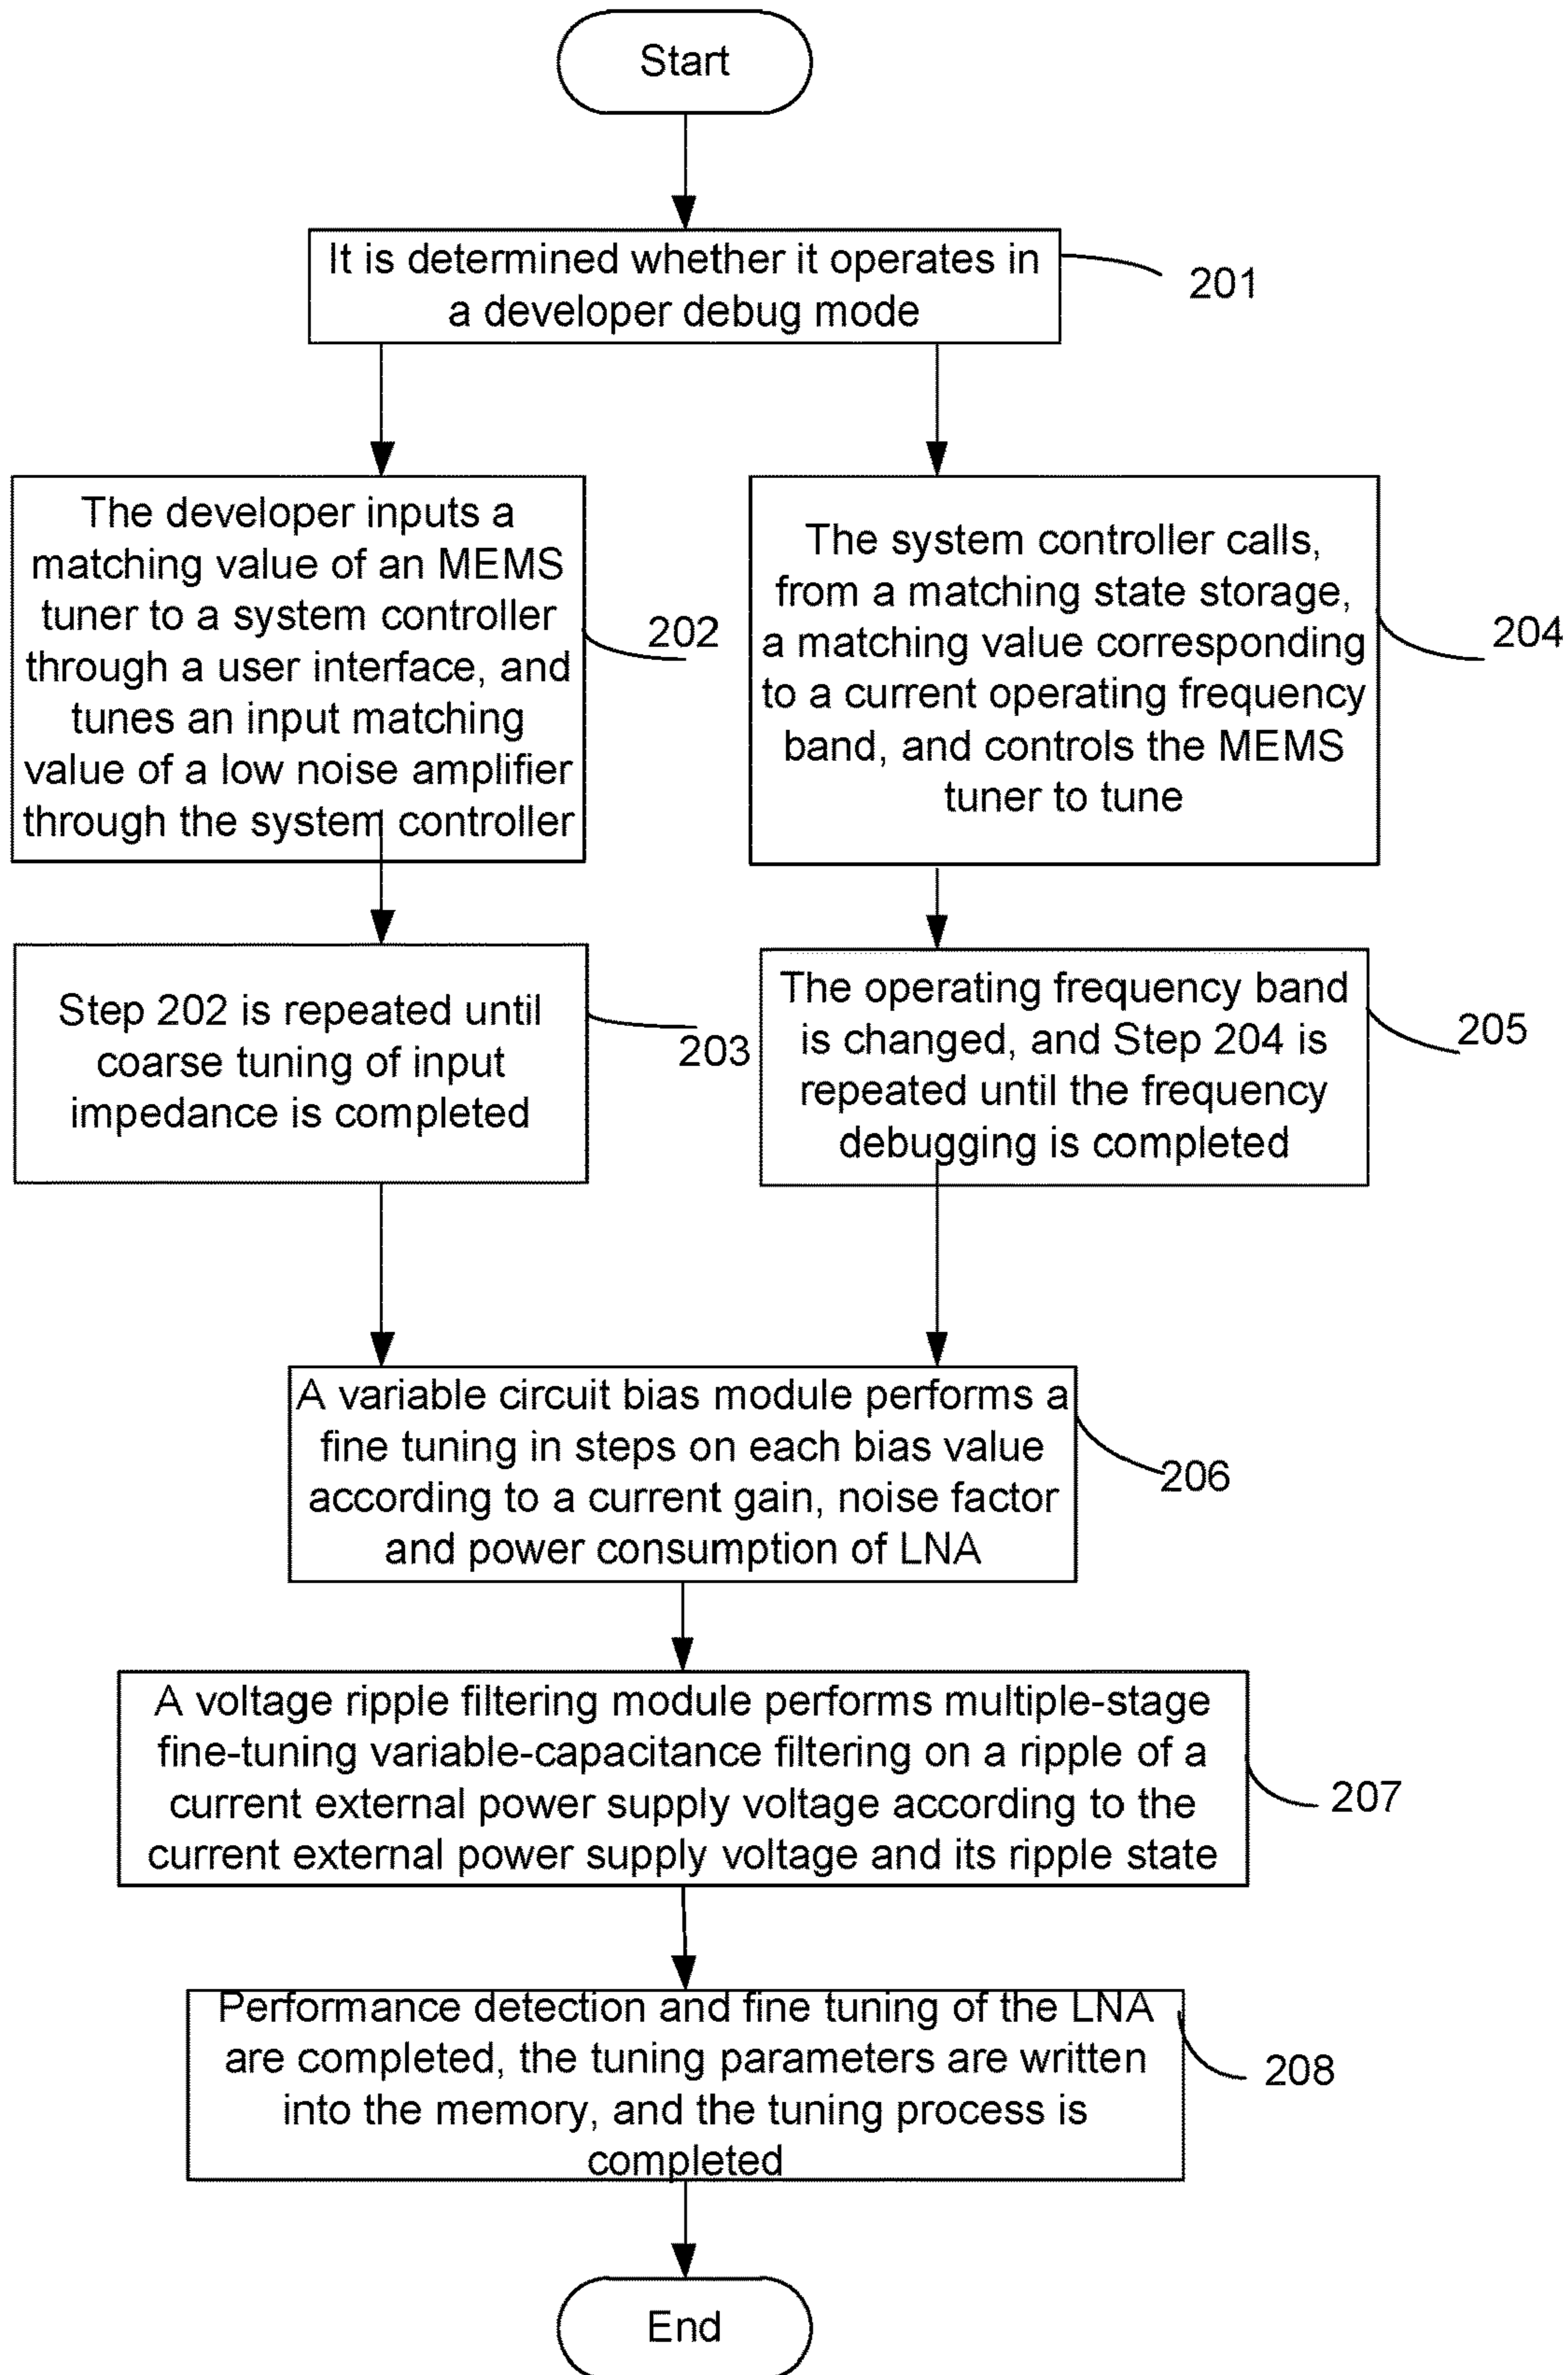 Start
It is determined whether it operates in
a developer debug mode
201
The developer inputs a
matching value of an MEMS
tuner to a system controller
through a user interface, and
tunes an input matching
value of a low noise amplifier
through the system controller
202
The system controller calls,
from a matching state storage,
a matching value corresponding
to a current operating frequency
band, and controls the MEMS
tuner to tune
204
Step 202 is repeated until
coarse tuning of input
impedance is completed
203
The operating frequency band
is changed, and Step 204 is
repeated until the frequency
debugging is completed
205
A variable circuit bias module performs a
fine tuning in steps on each bias value
according to a current gain, noise factor
and power consumption of LNA
206
A voltage ripple filtering module performs multiple-stage
fine-tuning variable-capacitance filtering on a ripple of a
current external power supply voltage according to the
current external power supply voltage and its ripple state
207
Performance detection and fine tuning of the LNA
are completed, the tuning parameters are written
into the memory, and the tuning process is
completed
208
End